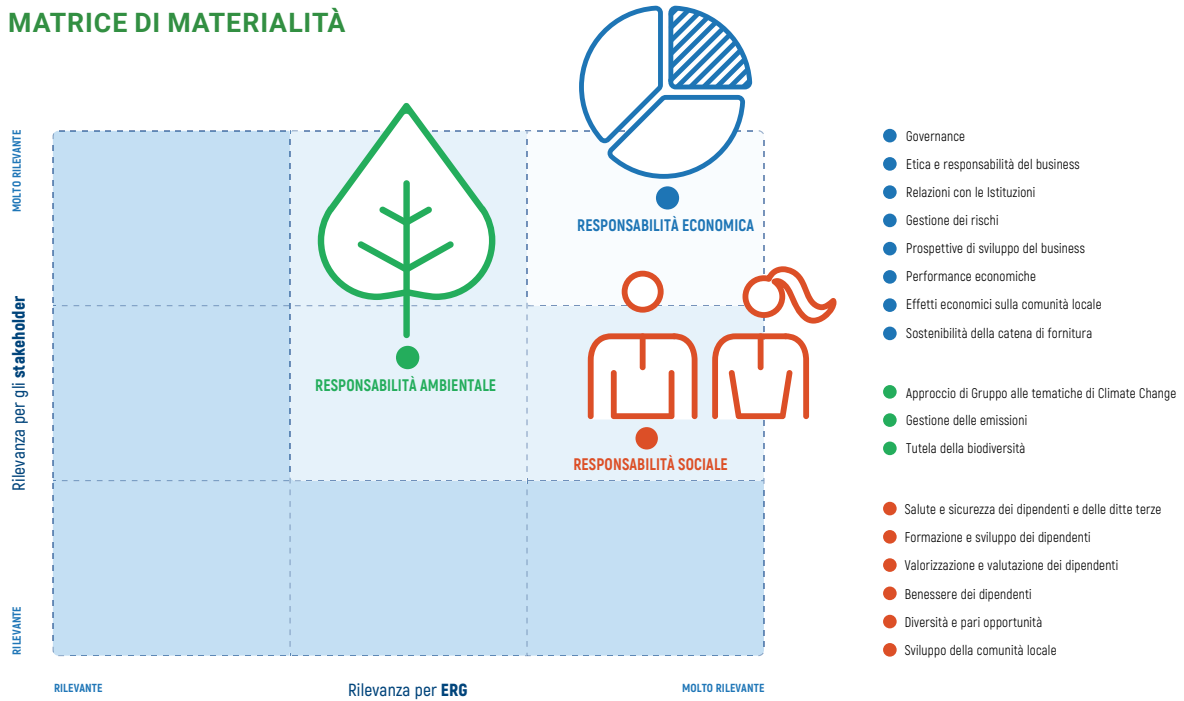 MATRICE DI MATERIALITÀ
MOLTO RILEVANTE
Rilevanza per gli stakeholder
RILEVANTE
RESPONSABILITÀ ECONOMICA
RESPONSABILITÀ AMBIENTALE
RESPONSABILITÀ SOCIALE
RILEVANTE
Rilevanza per ERG
MOLTO RILEVANTE
Governance
Etica e responsabilità del business
Relazioni con le Istituzioni
Gestione dei rischi
Prospettive di sviluppo del business
Performance economiche
Effetti economici sulla comunità locale
Sostenibilità della catena di fornitura
Approccio di Gruppo alle tematiche di Climate Change
Gestione delle emissioni
Tutela della biodiversità
Salute e sicurezza dei dipendenti e delle ditte terze
Formazione e sviluppo dei dipendenti
Valorizzazione e valutazione dei dipendenti
Benessere dei dipendenti
Diversità e pari opportunità
Sviluppo della comunità locale